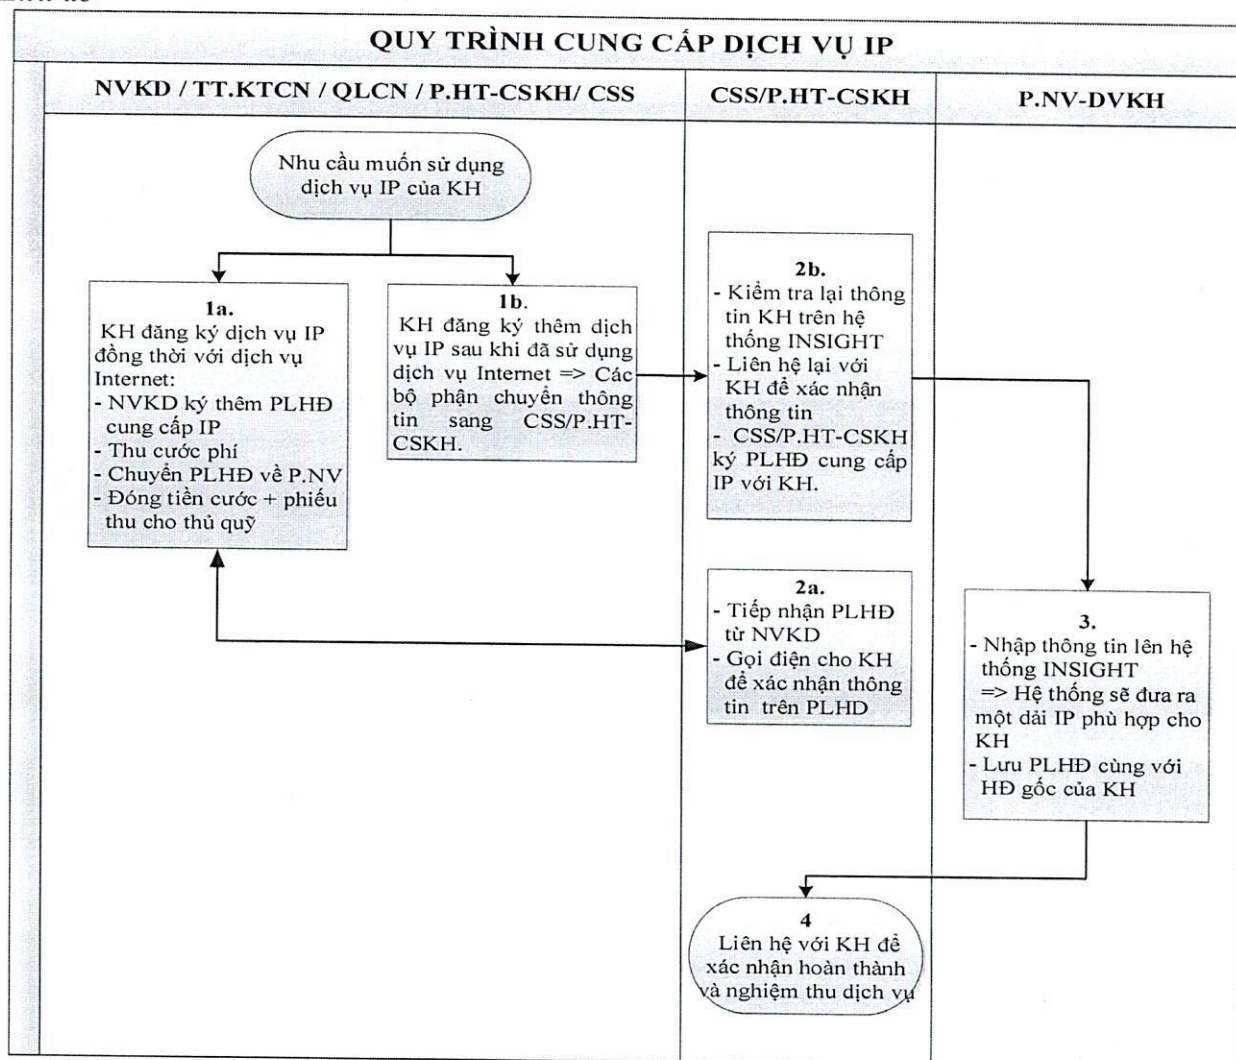 QUY TRÌNH CUNG CẤP DỊCH VỤ IP
NVKD / TT.KTCN / QLCN / P.HT-CSKH/ CSS
CSS/P.HT-CSKH
P.NV-DVKH
Nhu cầu muốn sử dụng
dịch vụ IP của KH
1a.
KH đăng ký dịch vụ IP
đồng thời với dịch vụ
Internet:
- NVKD ký thêm PLHĐ
cung cấp IP
- Thu cước phí
- Chuyển PLHĐ về P.NV
- Đóng tiền cước + phiếu
thu cho thủ quỹ
1b.
KH đăng ký thêm dịch
vụ IP sau khi đã sử dụng
dịch vụ Internet => Các
bộ phận chuyển thông
tin sang CSS/P.HT-
CSKH.
2b.
- Kiểm tra lại thông
tin KH trên hệ
thống INSIGHT
- Liên hệ lại với
KH để xác nhận
thông tin
- CSS/P.HT-CSKH
ký PLHĐ cung cấp
IP với KH.
2a.
- Tiếp nhận PLHĐ
từ NVKD
- Gọi điện cho KH
để xác nhận thông
tin trên PLHD
3.
- Nhập thông tin lên hệ
thống INSIGHT
=> Hệ thống sẽ đưa ra
một dải IP phù hợp cho
KH
- Lưu PLHĐ cùng với
HĐ gốc của KH
4
Liên hệ với KH để
xác nhận hoàn thành
và nghiệm thu dịch vụ